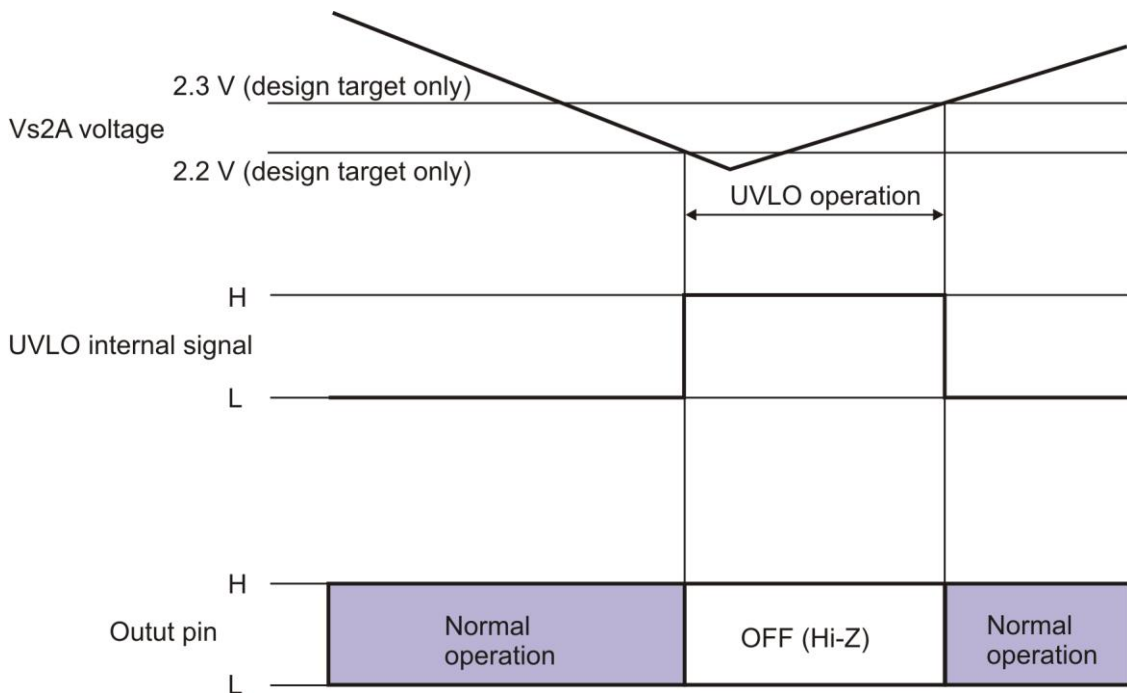 2.3 V (design target only)
Vs2A voltage
2.2 V (design target only)
UVLO operation
H
UVLO internal signal
L
H
Outut pin
Normal
operation
OFF (Hi-Z)
Normal
operation
L